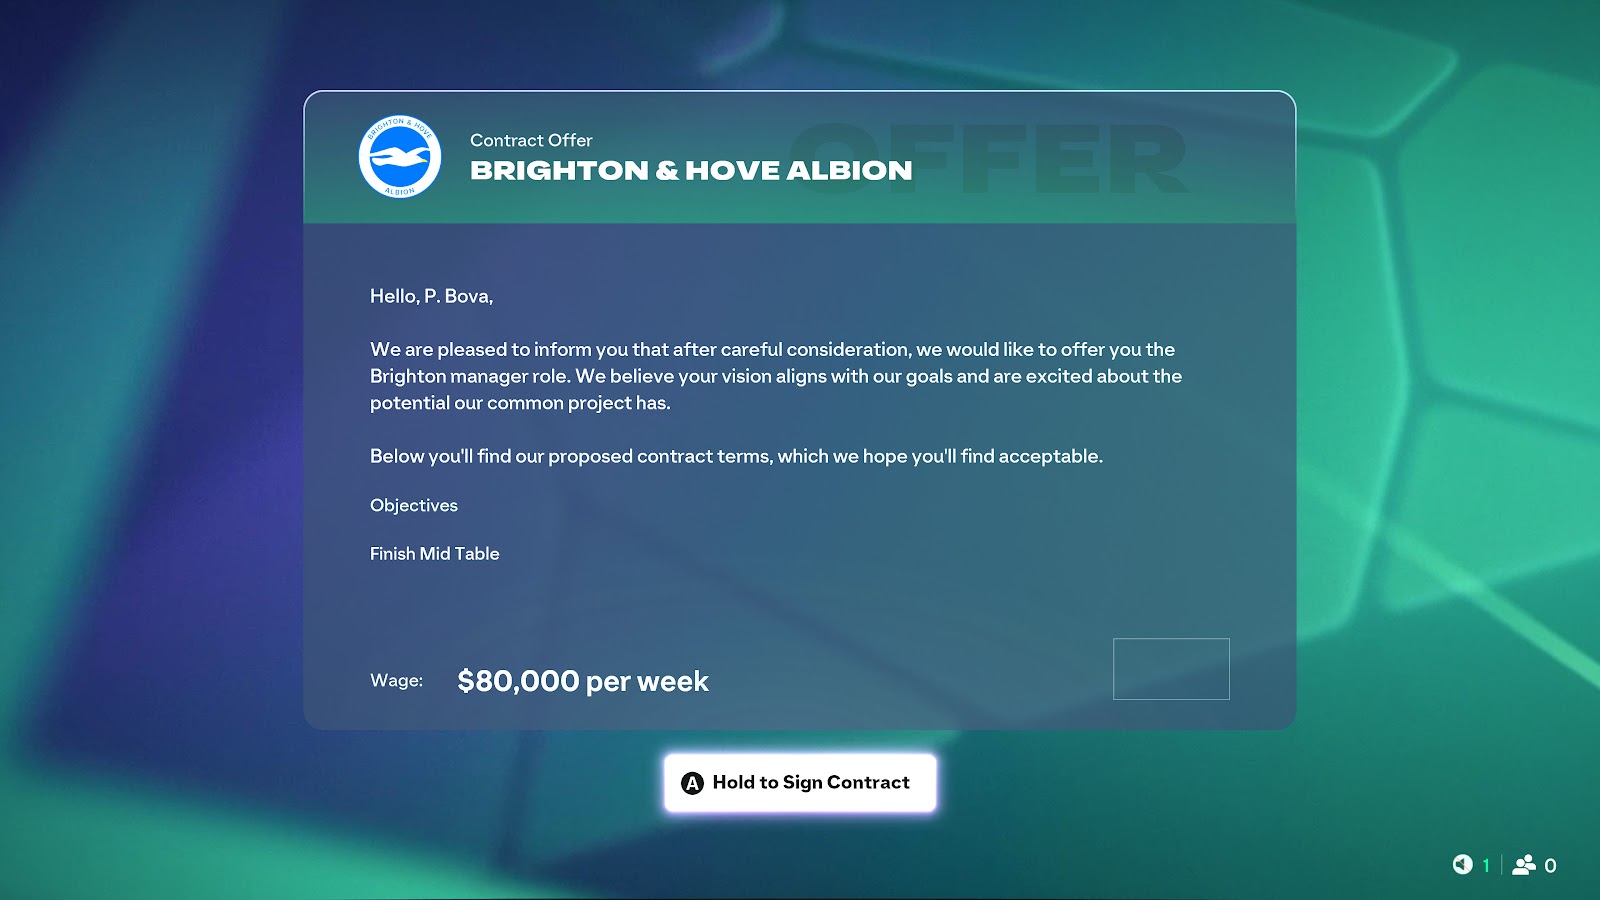 BRIGHTON & HOVE
ALBION
Contract Offer
BRIGHTON & HOVE ALBION
OFFER
Hello, P. Bova,
We are pleased to inform you that after careful consideration, we would like to offer you the
Brighton manager role. We believe your vision aligns with our goals and are excited about the
potential our common project has.
Below you'll find our proposed contract terms, which we hope you'll find acceptable.
Objectives
Finish Mid Table
Wage: $80,000 per week
A Hold to Sign Contract
1 0